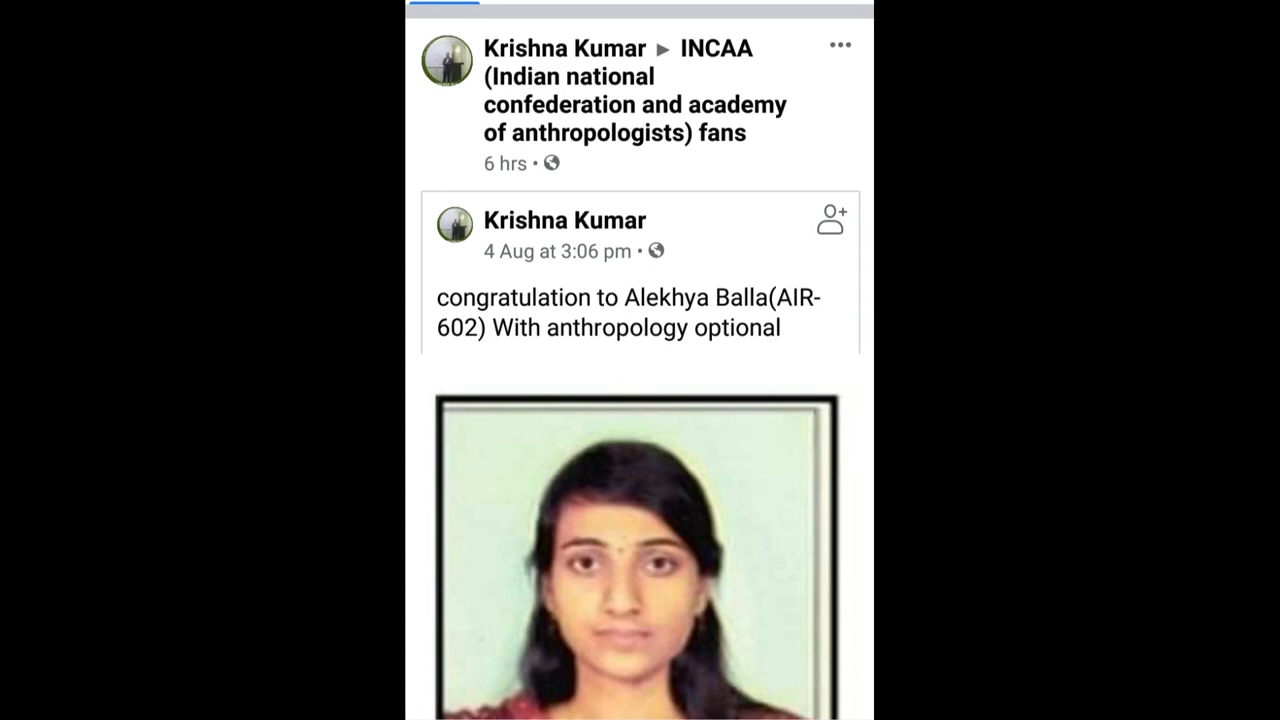 Krishna Kumar ▶ INCAA
(Indian national
confederation and academy
of anthropologists) fans
6 hrs •
Krishna Kumar
4 Aug at 3:06 pm •
congratulation to Alekhya Balla(AIR-
602) With anthropology optional